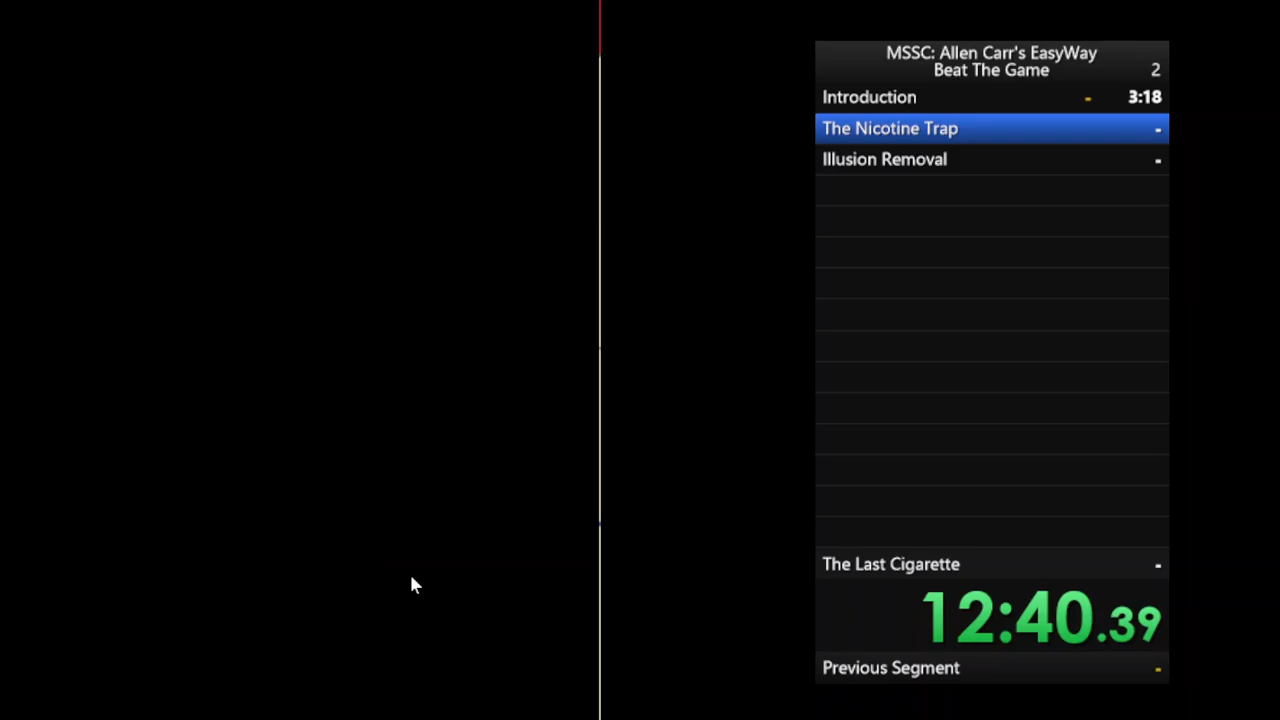 MSSC: Allen Carr's EasyWay
Beat The Game 2
Introduction - 3:18
The Nicotine Trap -
Illusion Removal -
The Last Cigarette -
12:40.39
Previous Segment -